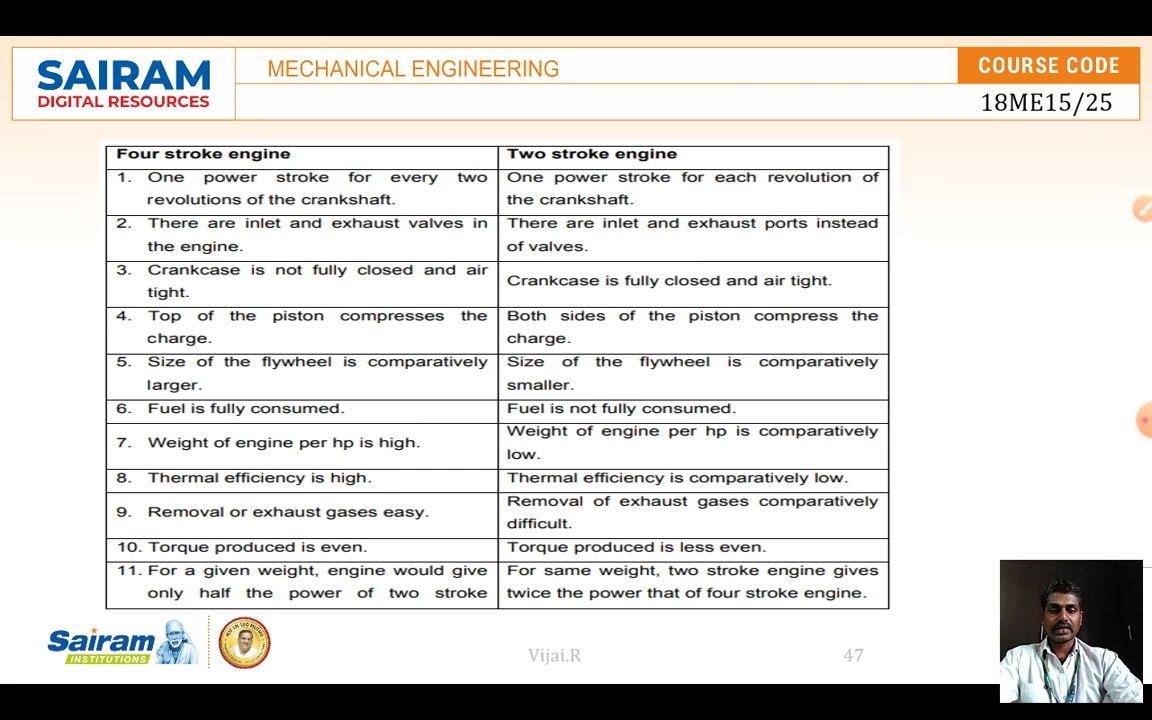 SAIRAM
DIGITAL RESOURCES
MECHANICAL ENGINEERING
COURSE CODE
18ME15/25
Four stroke engine
Two stroke engine
1. One power stroke for every two
revolutions of the crankshaft.
One power stroke for each revolution of
the crankshaft.
2. There are inlet and exhaust valves in
the engine.
There are inlet and exhaust ports instead
of valves.
3. Crankcase is not fully closed and air
tight.
Crankcase is fully closed and air tight.
4. Top of the piston compresses the
charge.
Both sides of the piston compress the
charge.
5. Size of the flywheel is comparatively
larger.
Size of the flywheel is comparatively
smaller.
6. Fuel is fully consumed.
Fuel is not fully consumed.
7. Weight of engine per hp is high.
Weight of engine per hp is comparatively
low.
8. Thermal efficiency is high.
Thermal efficiency is comparatively low.
9. Removal or exhaust gases easy.
Removal of exhaust gases comparatively
difficult.
10. Torque produced is even.
Torque produced is less even.
11. For a given weight, engine would give
only half the power of two stroke
For same weight, two stroke engine gives
twice the power that of four stroke engine.
Sairam
INSTITUTIONS
Vijai.R
47